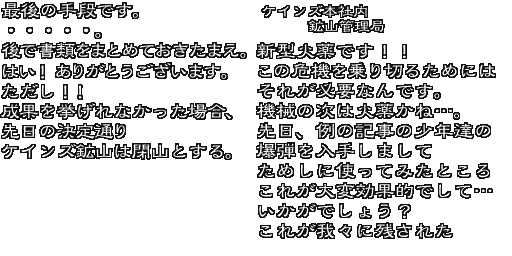 ケインズ本社内
鉱山管理局
新型火薬です！！
この危機を乗り切るためには
それが必要なんです。
機械の次は火薬かね…。
先日、例の記事の少年達の
爆弾を入手しまして
ためしに使ってみたところ
これが大変効果的でして…
いかがでしょう？
これが我々に残された
最後の手段です。
・・・・・。
後で書類をまとめておきたまえ。
はい！ありがとうございます。
ただし！！
成果を挙げれなかった場合、
先日の決定通り
ケインズ鉱山は閉山とする。